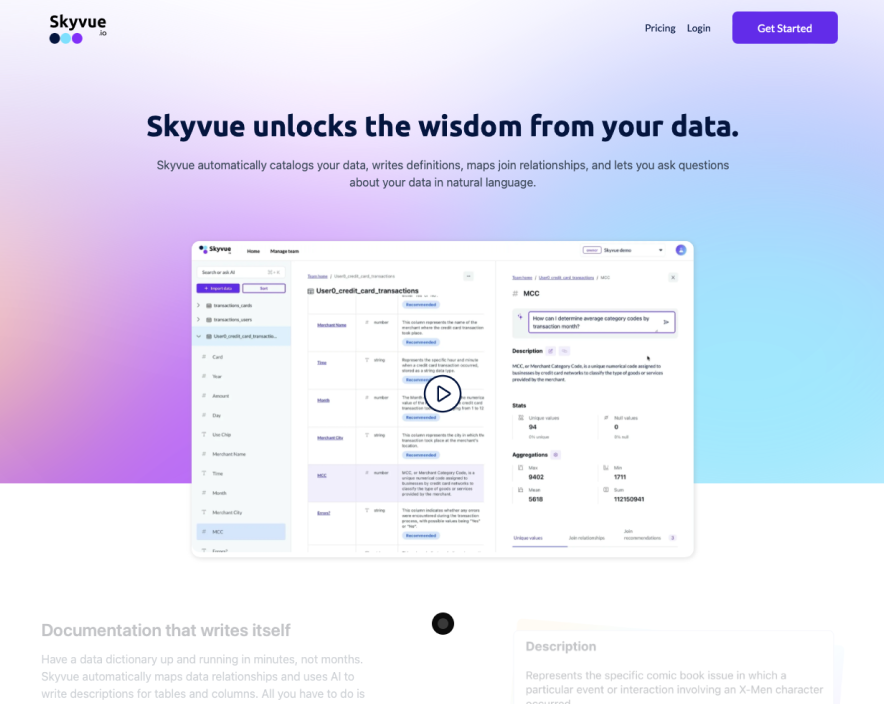 Skyvue
.io
Pricing
Login
Get Started
Skyvue unlocks the wisdom from your data.
Skyvue automatically catalogs your data, writes definitions, maps join relationships, and lets you ask questions
about your data in natural language.
Skyvue
Home
Manage team
Skyvue demo
Search or ask AI
+ Import data
Sort
transactions_cards
transactions_users
User0_credit_card_transactio...
Card
Year
Amount
Day
Use Chip
Merchant Name
Time
Month
Merchant City
MCC
Errors?
Team home / User0_credit_card_transactions
User0_credit_card_transactions
Recommended
Merchant Name
# number
This column represents the name of the
merchant where the credit card transaction
took place.
Recommended
Time
T string
Represents the specific hour and minute
when a credit card transaction occurred,
stored as a string data type.
Recommended
Month
# number
Recommended
Merchant City
T string
This column represents the city in which the
transaction took place at the merchant's
location.
Recommended
MCC
# number
MCC, or Merchant Category Code, is a
unique numerical code assigned to
businesses by credit card networks to
classify the type of goods or services
provided by the merchant.
Errors?
T string
This column indicates whether any errors
were encountered during the transaction
process, with possible values being "Yes"
or "No".
Recommended
Team home / User0_credit_card_transactions / MCC
# MCC
How can I determine average category codes by
transaction month?
Description
MCC, or Merchant Category Code, is a unique numerical code assigned to
businesses by credit card networks to classify the type of goods or services
provided by the merchant.
Stats
Unique values
94
0% unique
# Null values
0
0% null
Aggregations
Max
9402
Min
1711
Mean
5618
Sum
112150941
Unique values
Join relationships
Join
recommendations
Documentation that writes itself
Have a data dictionary up and running in minutes, not months.
Skyvue automatically maps data relationships and uses AI to
write descriptions for tables and columns. All you have to do is
Description
Represents the specific comic book issue in which a
particular event or interaction involving an X-Men character
occurred